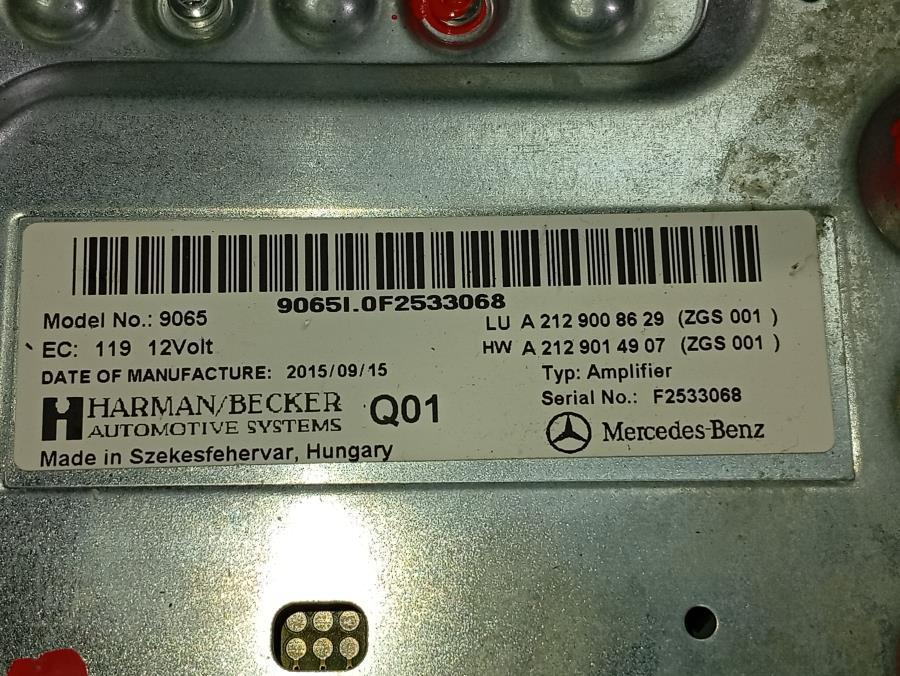 9065I.0F2533068
Model No.: 9065
LU A 212 900 86 29 (ZGS 001 )
EC: 119 12Volt
HW A 212 901 49 07 (ZGS 001 )
DATE OF MANUFACTURE: 2015/09/15
Typ: Amplifier
HARMAN/BECKER
AUTOMOTIVE SYSTEMS
Q01
Serial No.: F2533068
Mercedes-Benz
Made in Szekesfehervar, Hungary